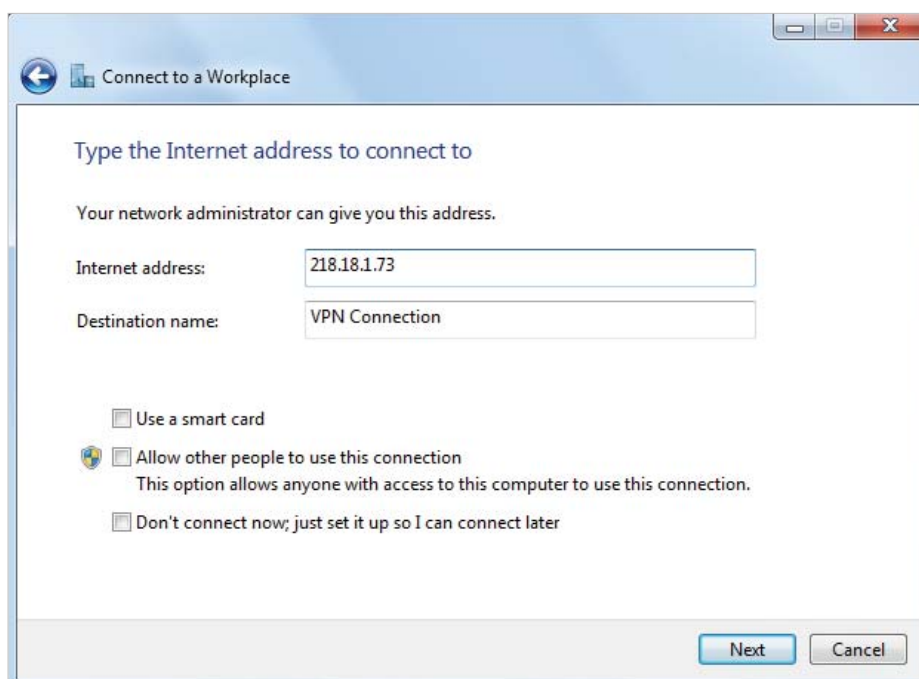 Connect to a Workplace
Type the Internet address to connect to
Your network administrator can give you this address.
Internet address: 218.18.1.73
Destination name: VPN Connection
Use a smart card
Allow other people to use this connection
This option allows anyone with access to this computer to use this connection.
Don't connect now; just set it up so I can connect later
Next Cancel